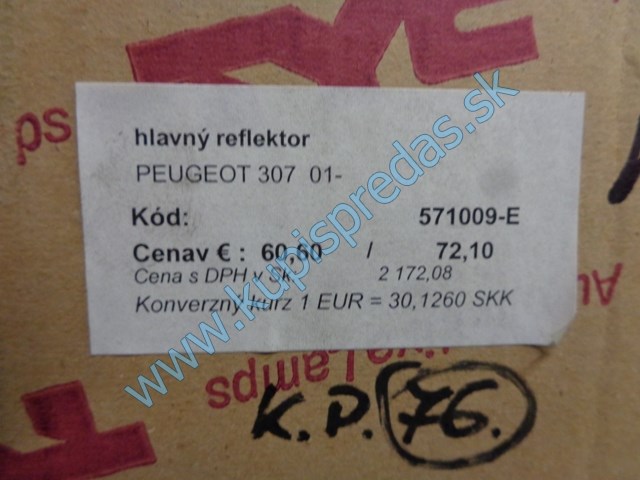 hlavný reflektor
PEUGEOT 307 01-
Kód: 571009-E
Cenav € : 60,60 / 72,10
Cena s DPH v Sk 2 172,08
Konverzný kurz 1 EUR = 30,1260 SKK
www.kupispredas.sk
K.P. 76.